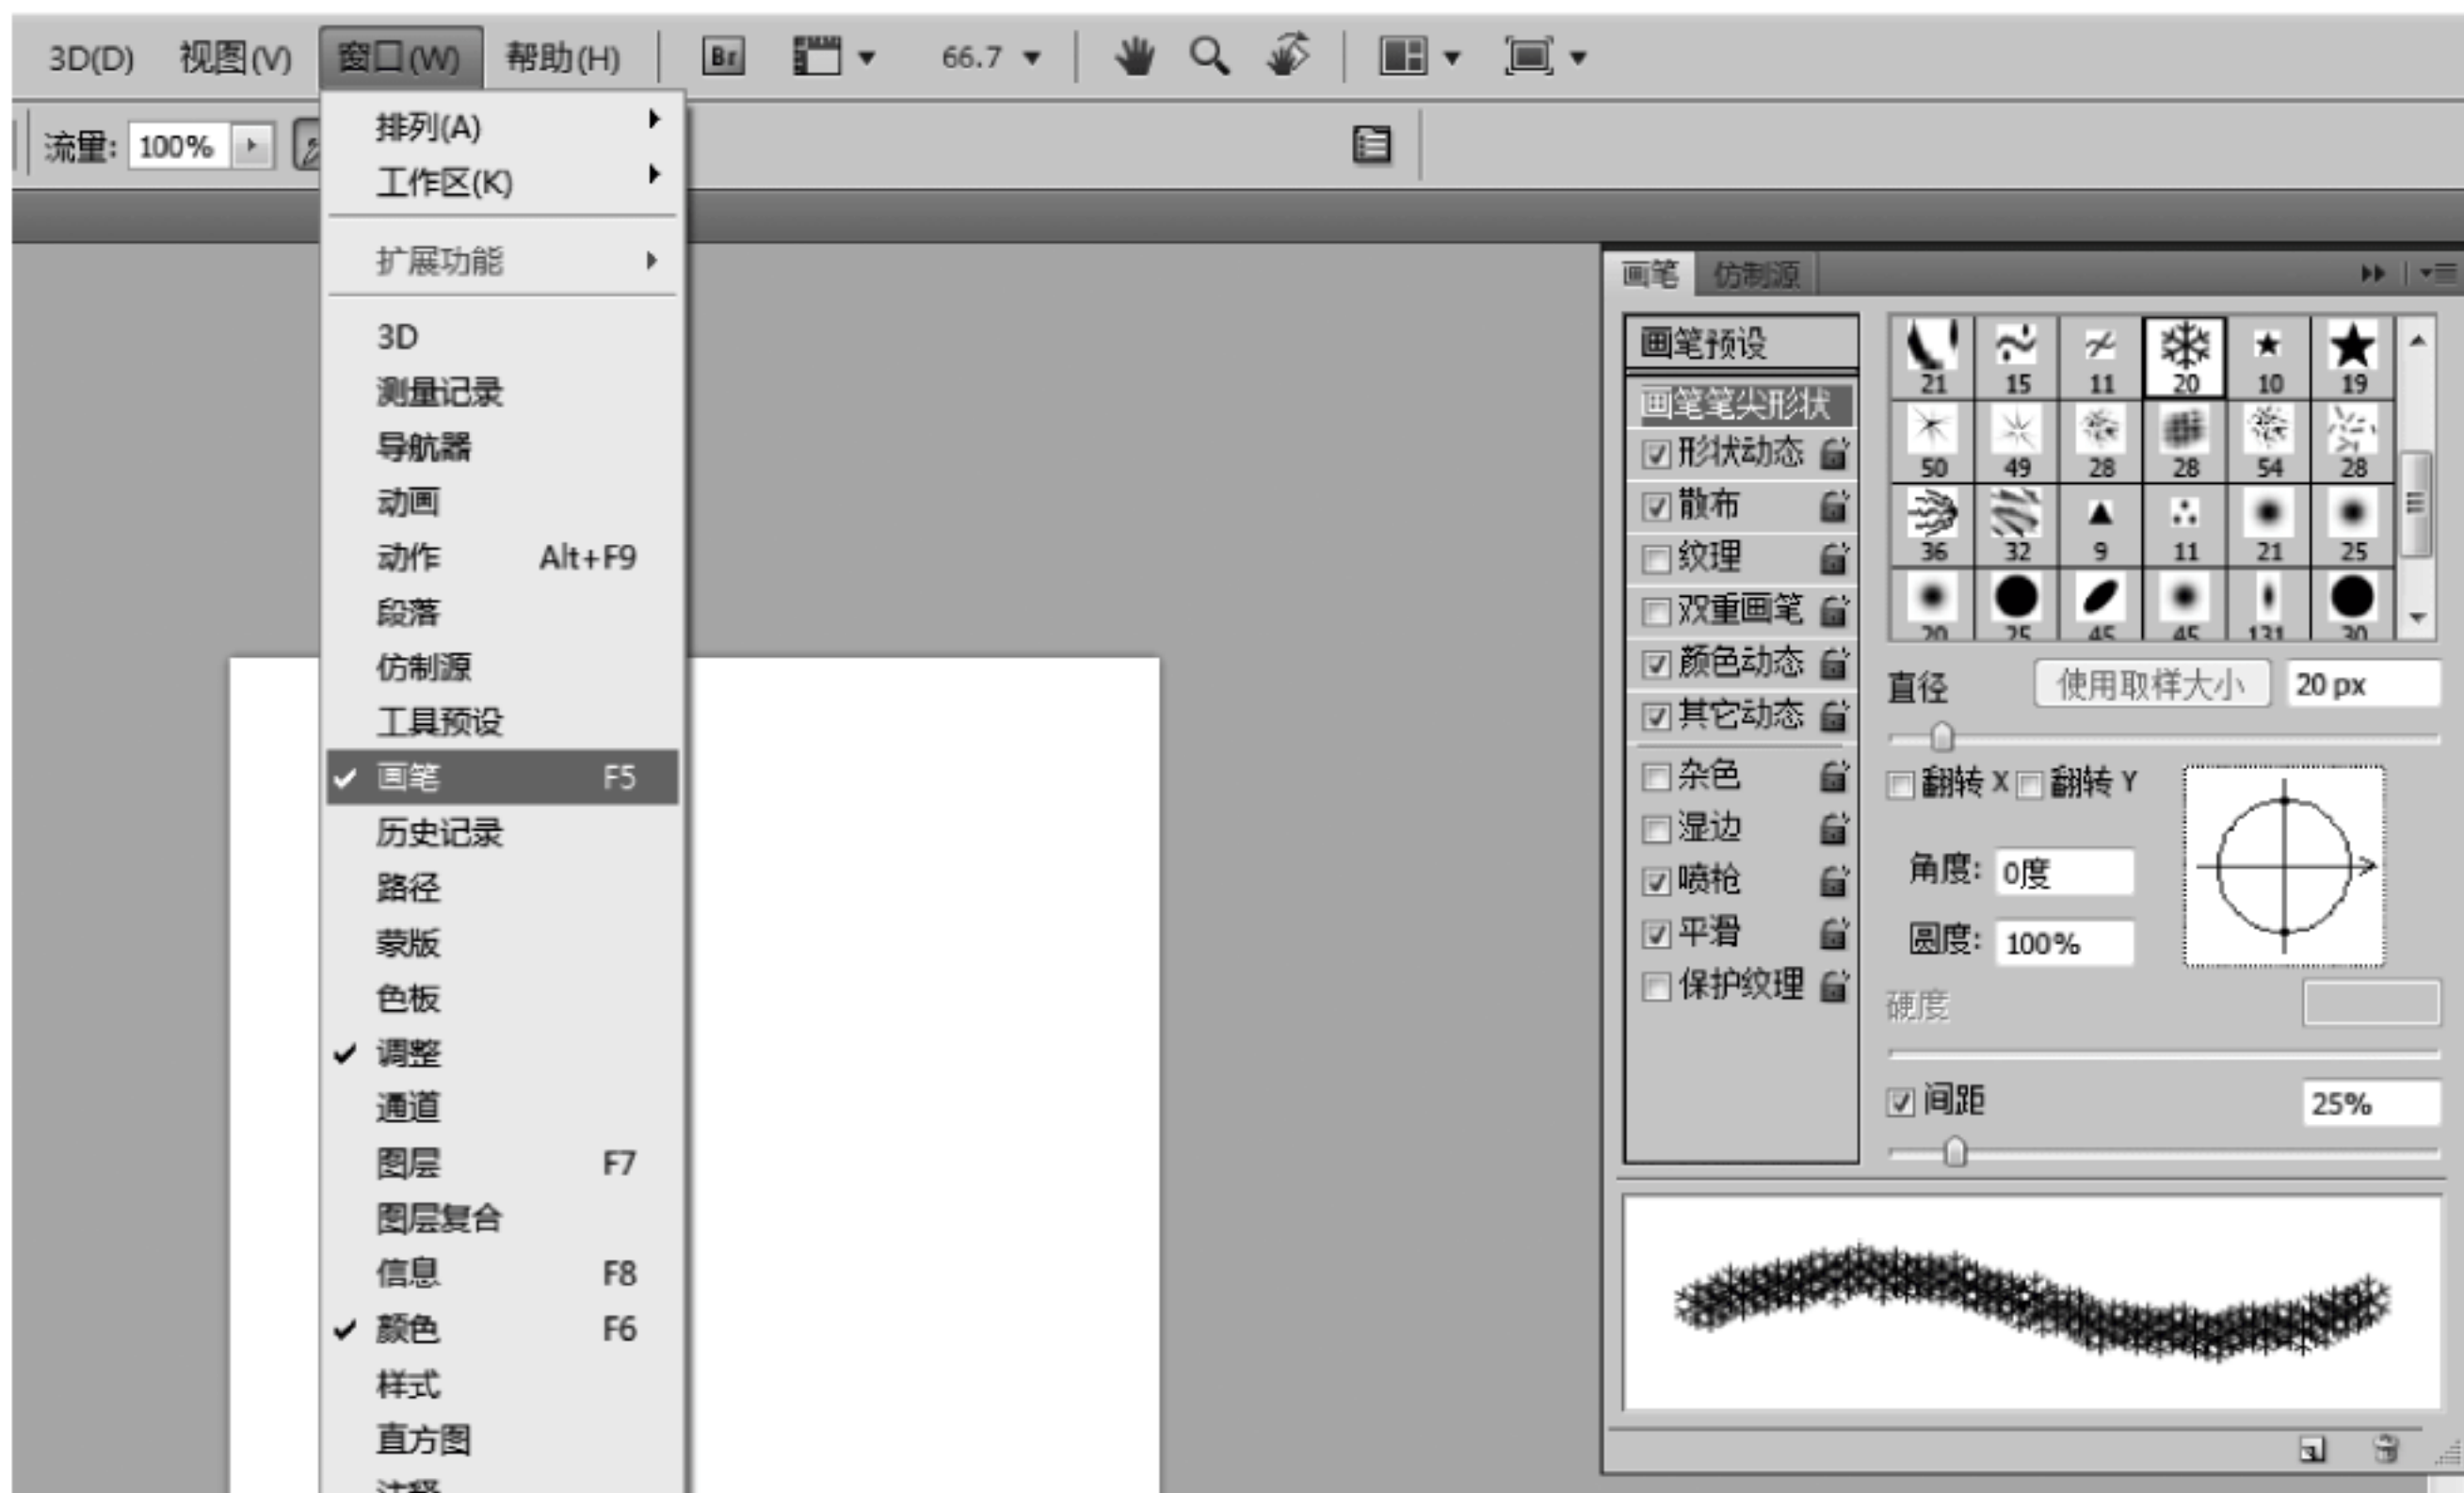 3D(D) 视图(V) 窗口(W) 帮助(H) Br 66.7
流量: 100%
排列(A)
工作区(K)
扩展功能
3D
测量记录
导航器
动画
动作 Alt+F9
段落
仿制源
工具预设
画笔 F5
历史记录
路径
蒙版
色板
调整
通道
图层 F7
图层复合
信息 F8
颜色 F6
样式
直方图
注释
画笔 仿制源
画笔预设
画笔笔尖形状
形状动态
散布
纹理
双重画笔
颜色动态
其它动态
杂色
湿边
喷枪
平滑
保护纹理
21 15 11 20 10 19
50 49 28 28 54 28
36 32 9 11 21 25
20 25 45 45 131 30
直径 使用取样大小 20 px
翻转 X 翻转 Y
角度: 0度
圆度: 100%
硬度
间距 25%